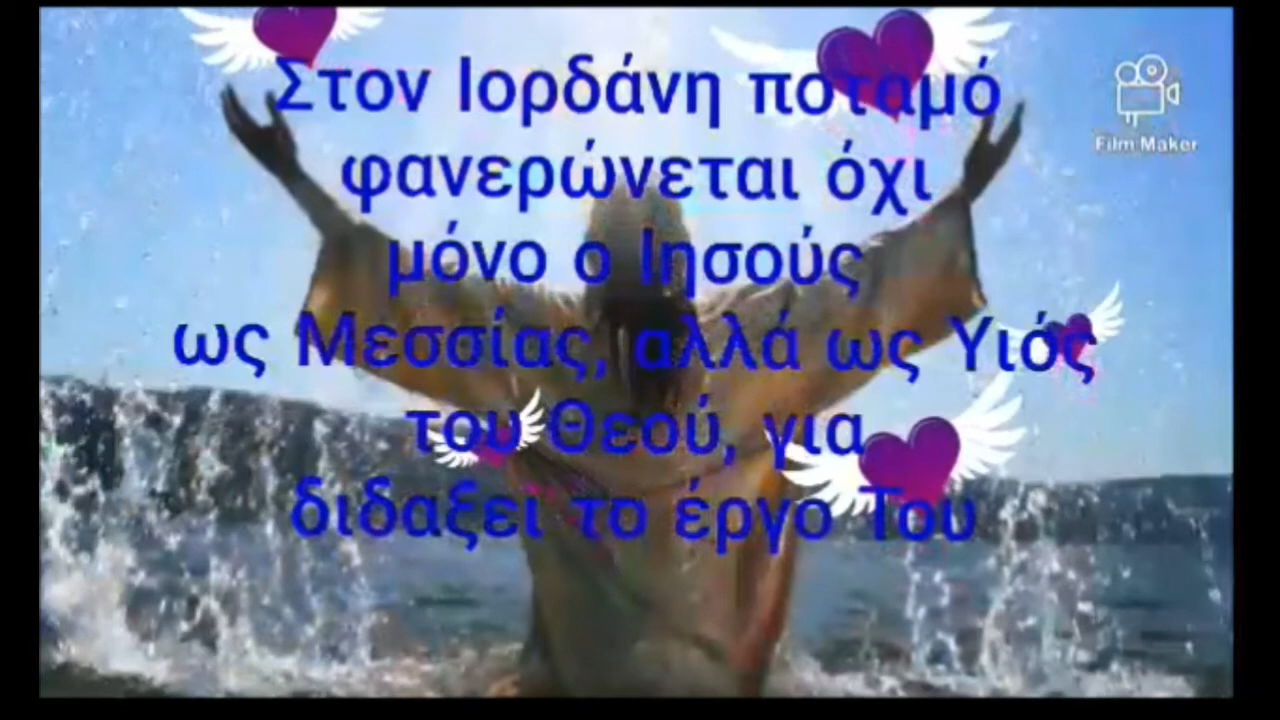 Στον Ιορδάνη ποταμό
φανερώνεται όχι
μόνο ο Ιησούς
ως Μεσσίας, αλλά ως Υιός
του Θεού, για
διδαξει το έργο Του
Film Maker